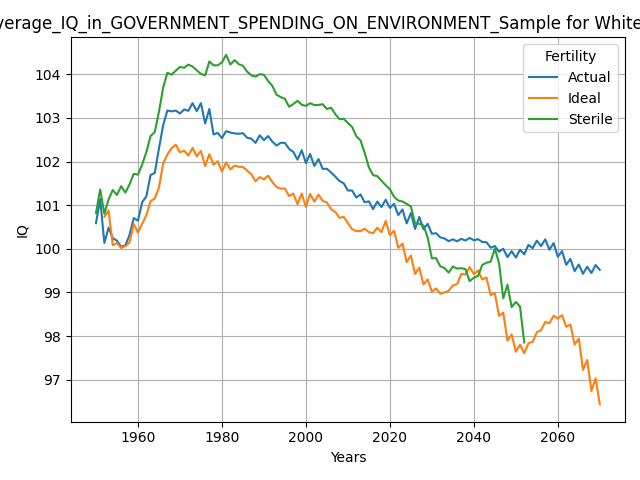 verage_IQ_in_GOVERNMENT_SPENDING_ON_ENVIRONMENT_Sample for White
Fertility
Actual
Ideal
Sterile
IQ
104
103
102
101
100
99
98
97
1960
1980
2000
2020
2040
2060
Years